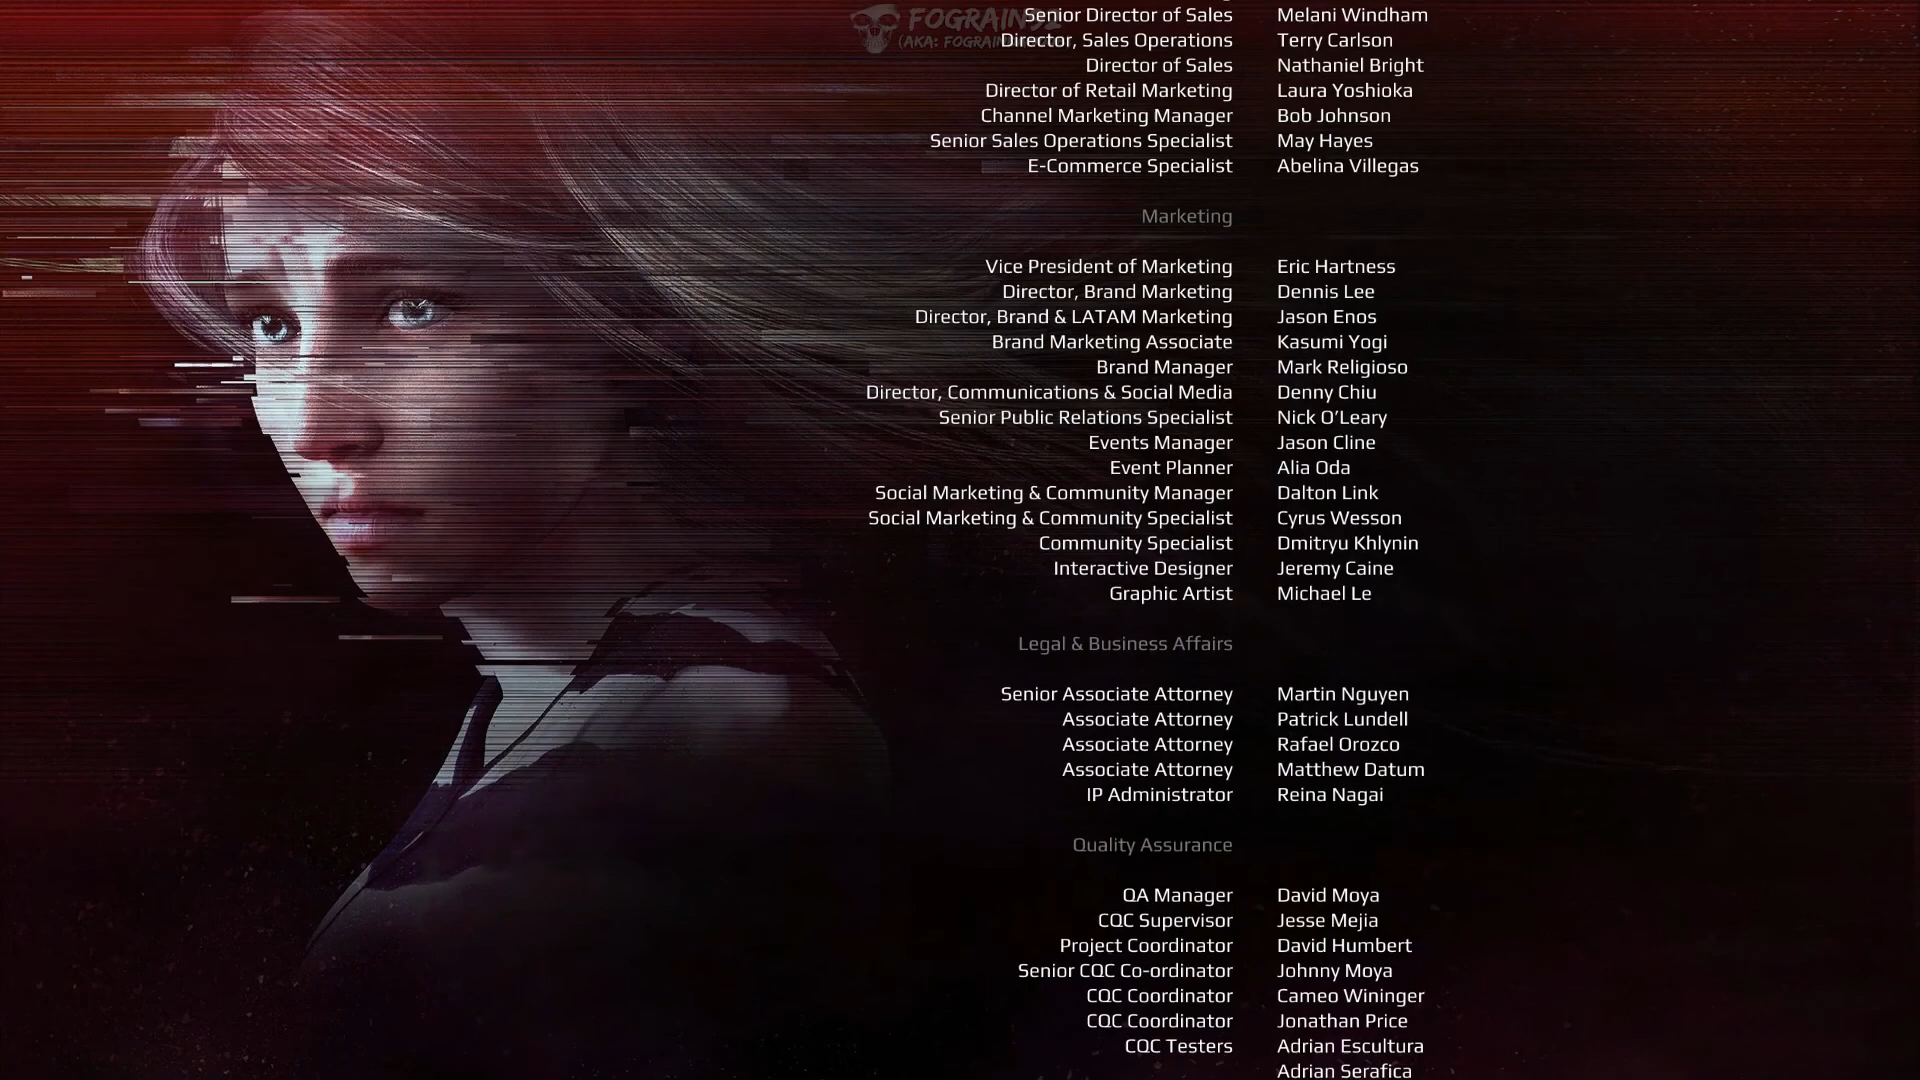 FOGRAIN
(AKA: FOGRAIN
Senior Director of Sales Melani Windham
Director, Sales Operations Terry Carlson
Director of Sales Nathaniel Bright
Director of Retail Marketing Laura Yoshioka
Channel Marketing Manager Bob Johnson
Senior Sales Operations Specialist May Hayes
E-Commerce Specialist Abelina Villegas
Marketing
Vice President of Marketing Eric Hartness
Director, Brand Marketing Dennis Lee
Director, Brand & LATAM Marketing Jason Enos
Brand Marketing Associate Kasumi Yogi
Brand Manager Mark Religioso
Director, Communications & Social Media Denny Chiu
Senior Public Relations Specialist Nick O’Leary
Events Manager Jason Cline
Event Planner Alia Oda
Social Marketing & Community Manager Dalton Link
Social Marketing & Community Specialist Cyrus Wesson
Community Specialist Dmitryu Khlynin
Interactive Designer Jeremy Caine
Graphic Artist Michael Le
Legal & Business Affairs
Senior Associate Attorney Martin Nguyen
Associate Attorney Patrick Lundell
Associate Attorney Rafael Orozco
Associate Attorney Matthew Datum
IP Administrator Reina Nagai
Quality Assurance
QA Manager David Moya
CQC Supervisor Jesse Mejia
Project Coordinator David Humbert
Senior CQC Co-ordinator Johnny Moya
CQC Coordinator Cameo Wininger
CQC Coordinator Jonathan Price
CQC Testers Adrian Escultura
Adrian Serafica